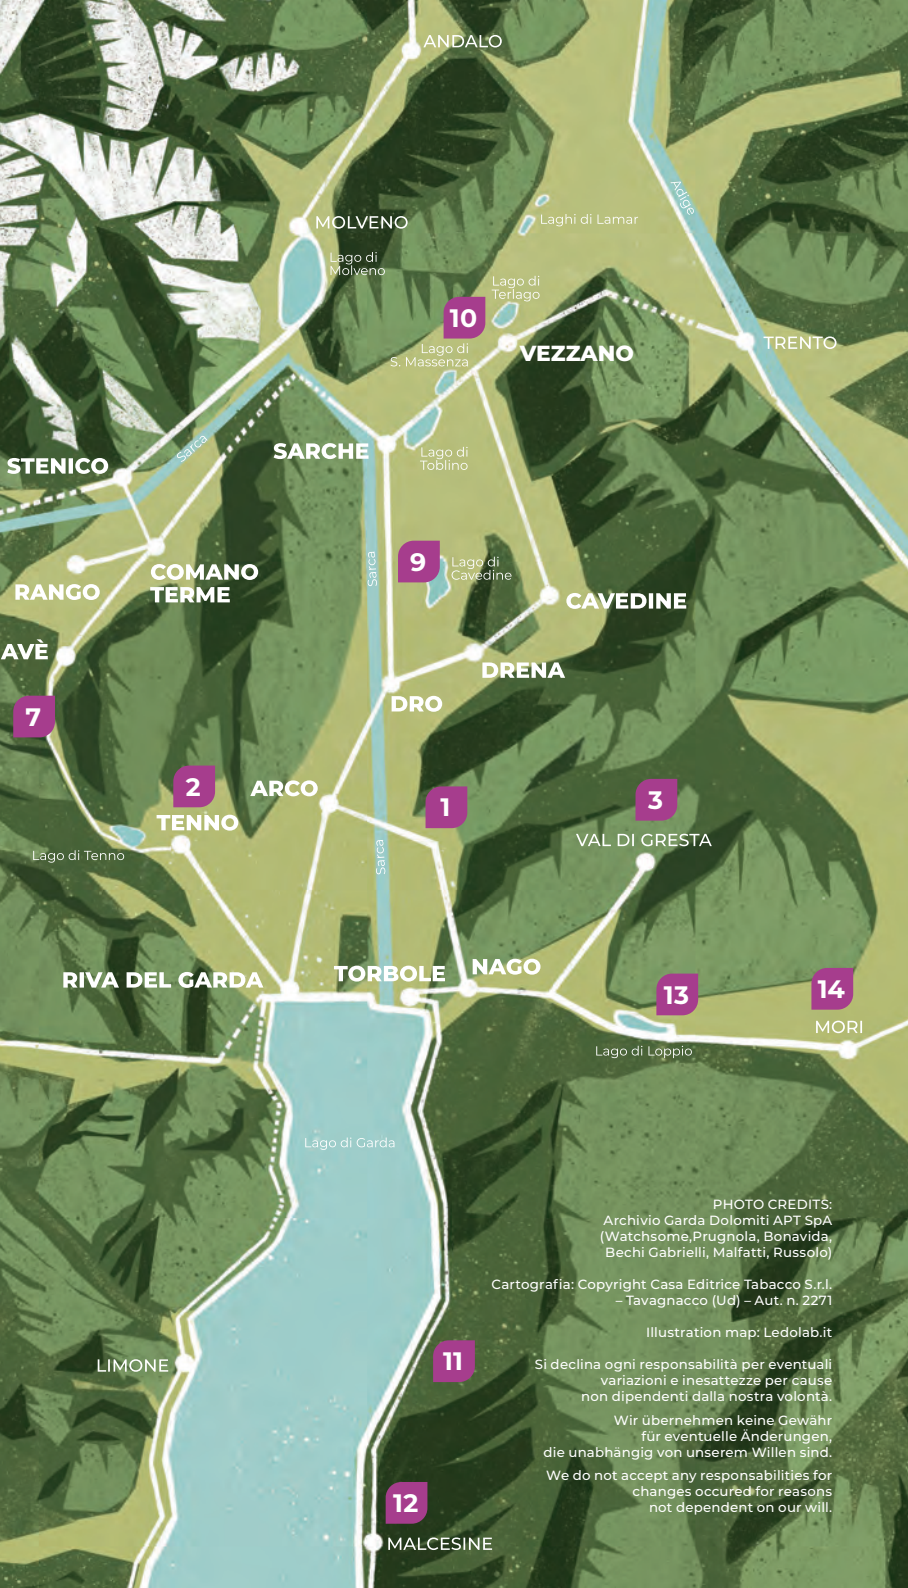 ANDALO
Adige
Laghi di Lamar
MOLVENO
Lago di
Molveno
Lago di
Terlago
10
VEZZANO
TRENTO
Lago di
S. Massenza
Sarca
SARCHE
Lago di
Toblino
STENICO
Sarca
9
Lago di
Cavedine
COMANO
TERME
RANGO
CAVEDINE
AVÈ
DRENA
DRO
7
2
TENNO
ARCO
1
3
VAL DI GRESTA
Lago di Tenno
Sarca
RIVA DEL GARDA
TORBOLE
NAGO
13
14
MORI
Lago di Loppio
Lago di Garda
PHOTO CREDITS:
Archivio Garda Dolomiti APT SpA
(Watchsome,Prugnola, Bonavida,
Bechi Gabrielli, Malfatti, Russolo)
Cartografia: Copyright Casa Editrice Tabacco S.r.l.
– Tavagnacco (Ud) – Aut. n. 2271
Illustration map: Ledolab.it
LIMONE
11
Si declina ogni responsabilità per eventuali
variazioni e inesattezze per cause
non dipendenti dalla nostra volontà.
Wir übernehmen keine Gewähr
für eventuelle Änderungen,
die unabhängig von unserem Willen sind.
We do not accept any responsabilities for
changes occured for reasons
not dependent on our will.
12
MALCESINE